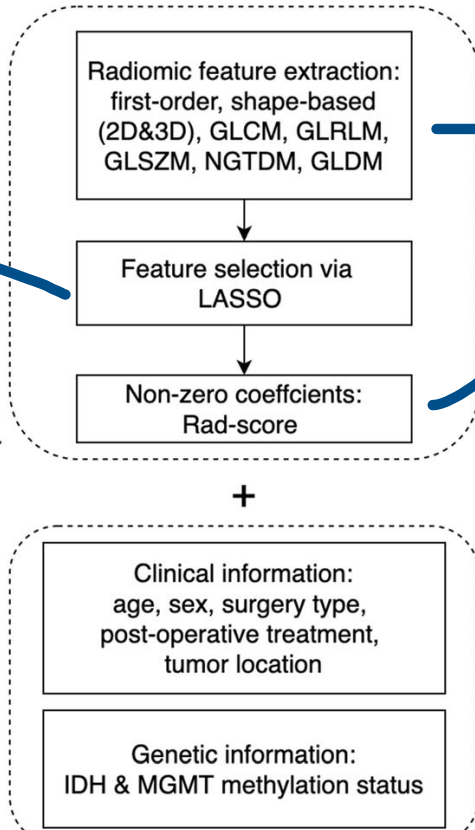 Radiomic feature extraction:
first-order, shape-based
(2D&3D), GLCM, GLRLM,
GLSZM, NGTDM, GLDM
Feature selection via
LASSO
Non-zero coeffcients:
Rad-score
+
Clinical information:
age, sex, surgery type,
post-operative treatment,
tumor location
Genetic information:
IDH & MGMT methylation status